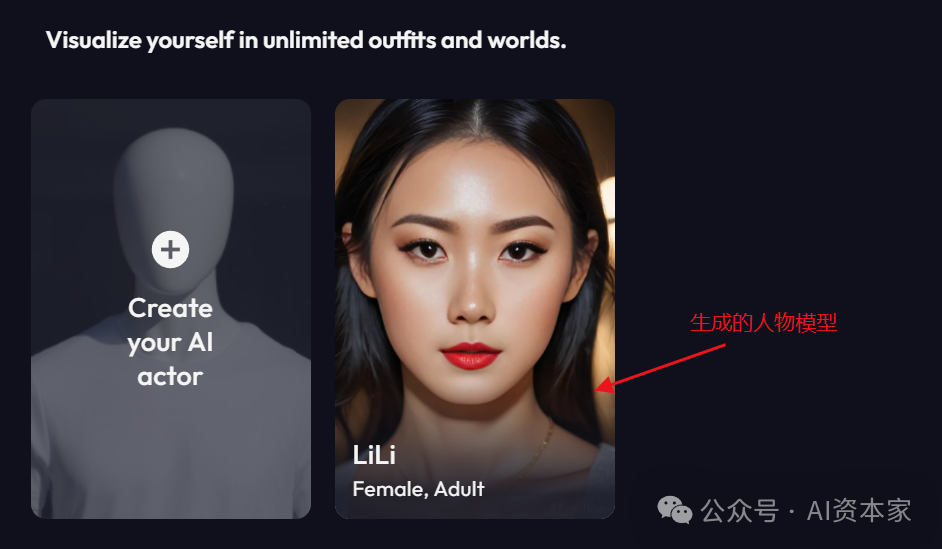 Visualize yourself in unlimited outfits and worlds.
Create
your AI
actor
生成的人物模型
LiLi
Female, Adult
公众号 · AI资本家